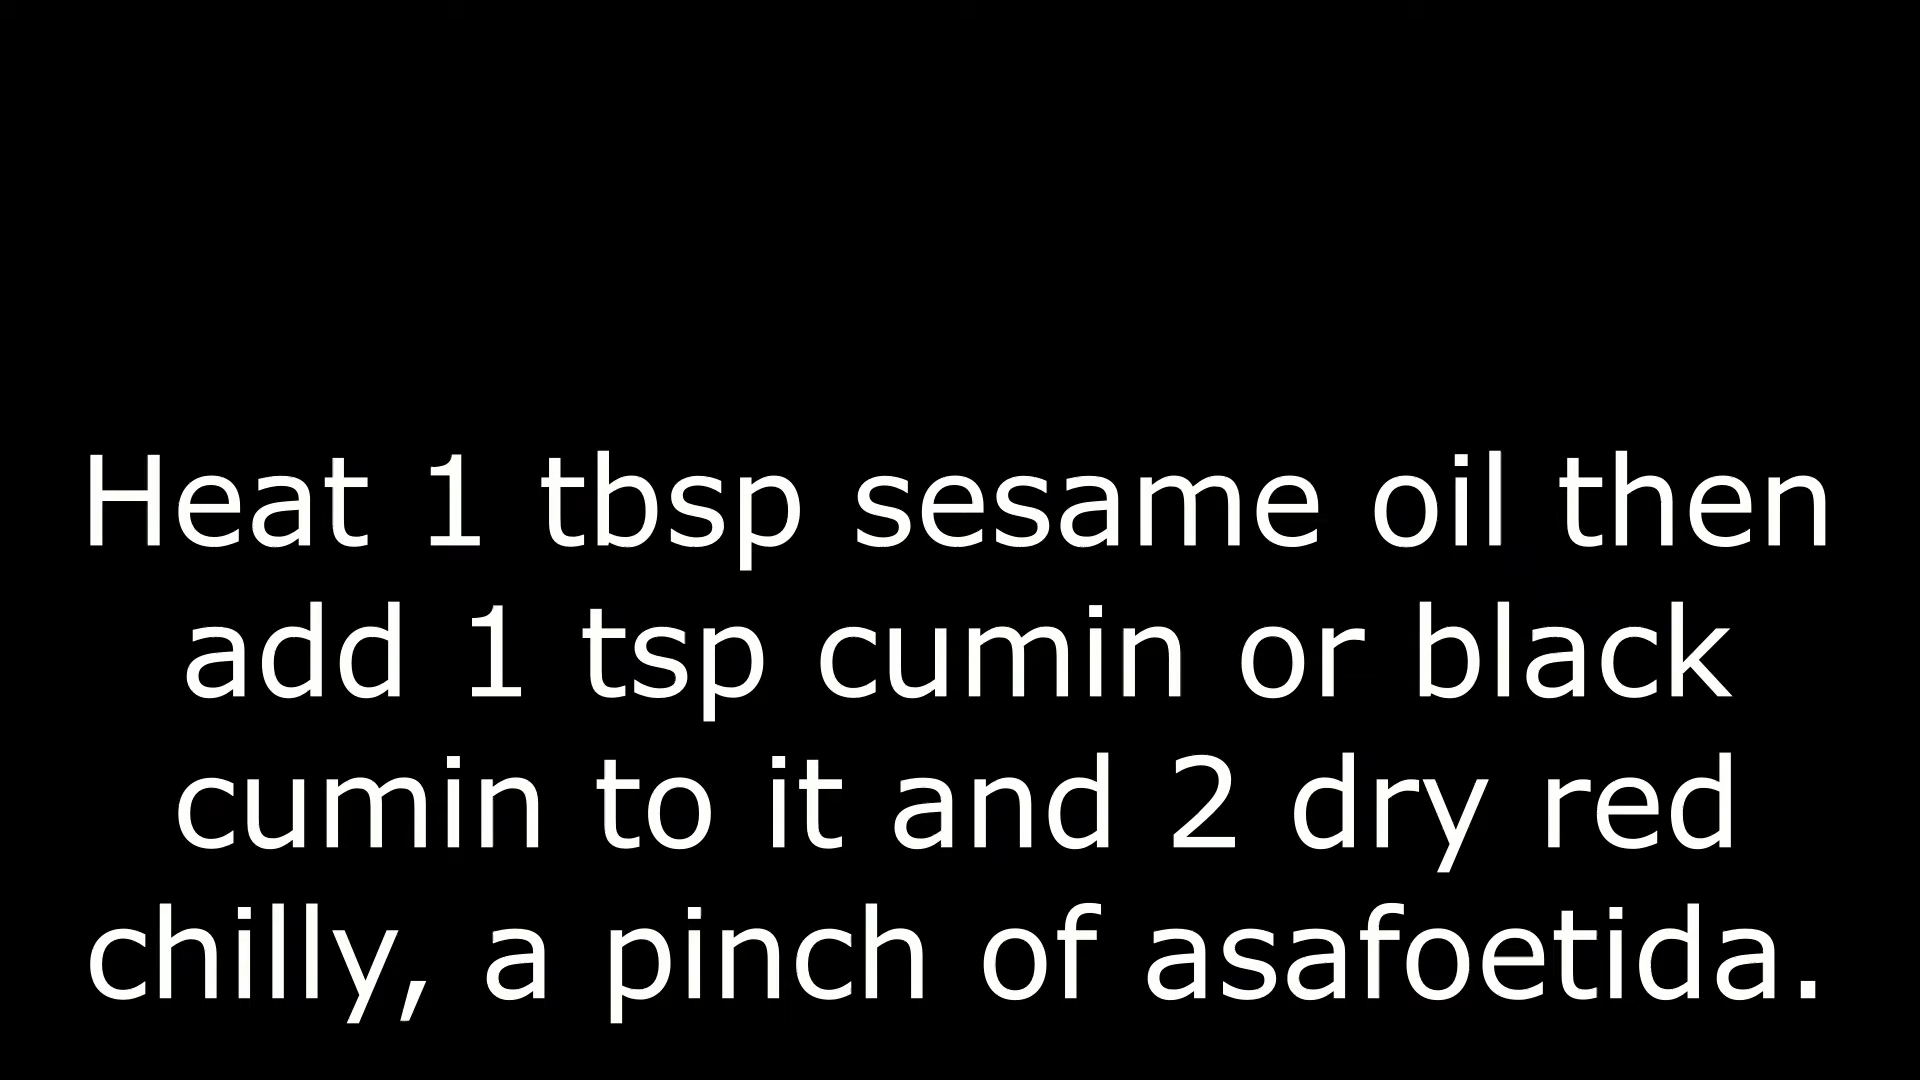 Heat 1 tbsp sesame oil then
add 1 tsp cumin or black
cumin to it and 2 dry red
chilly, a pinch of asafoetida.